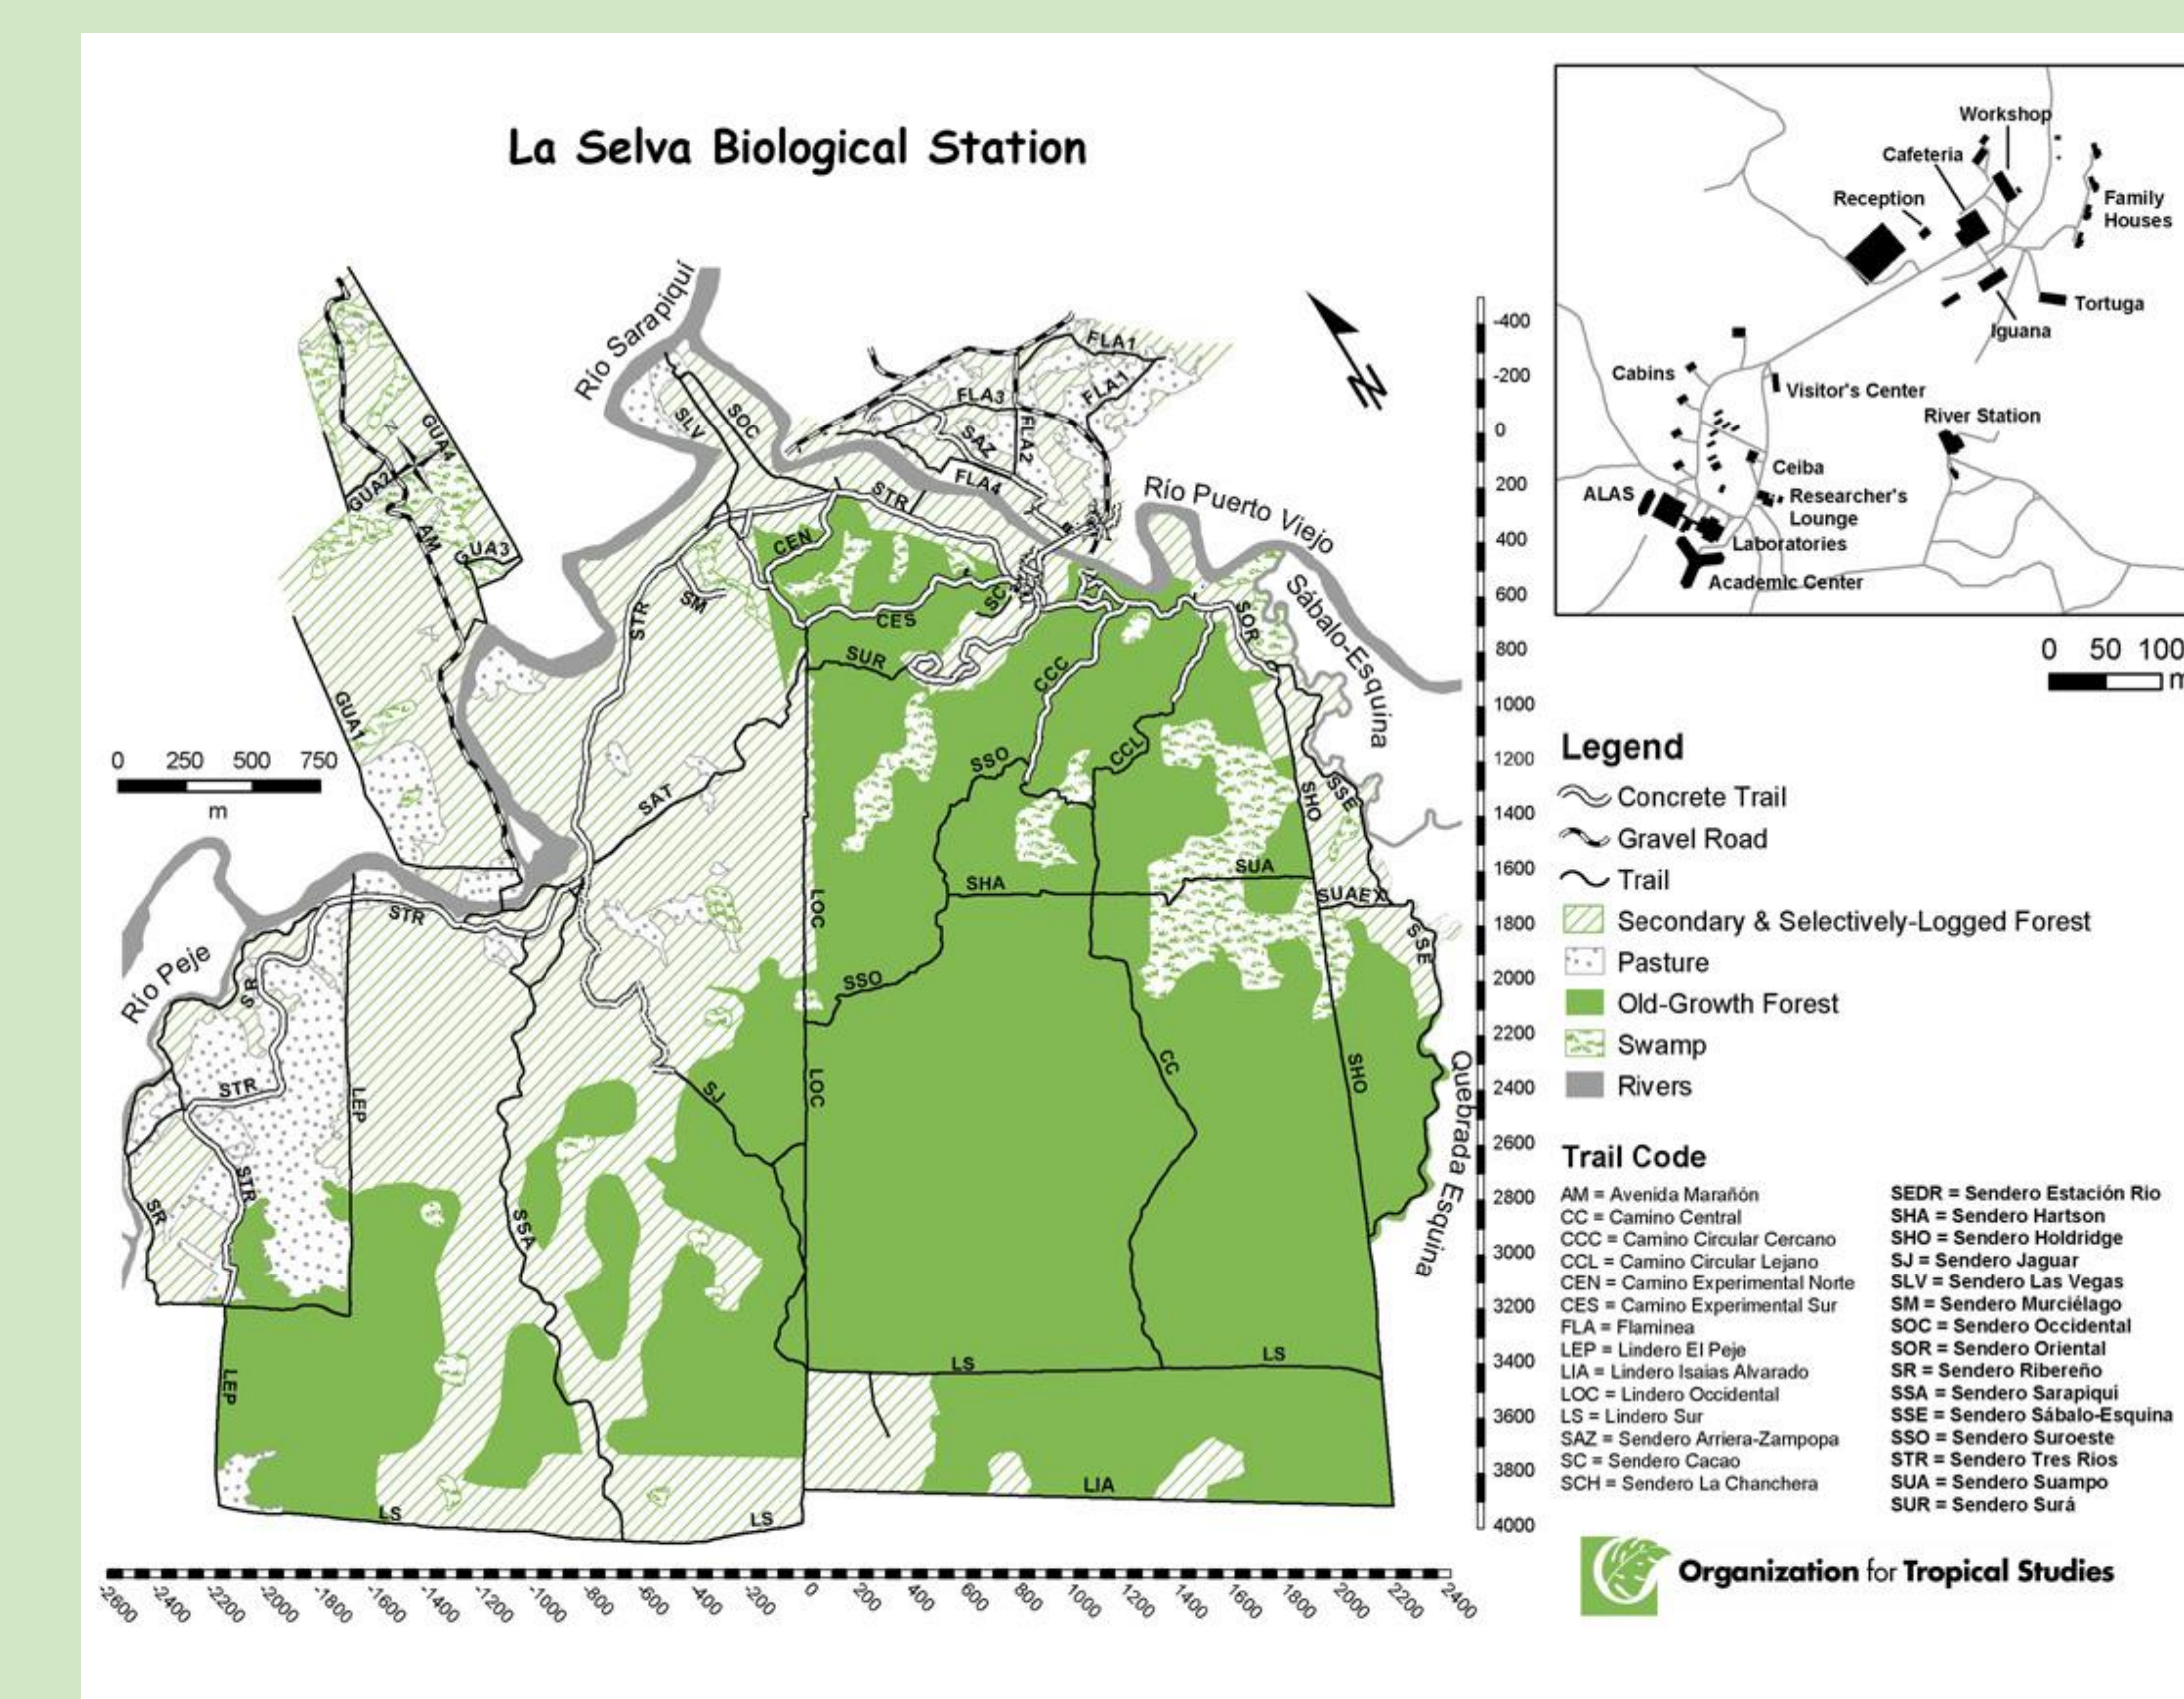 La Selva Biological Station
Workshop
Cafeteria
Reception
Family
Houses
Tortuga
Iguana
Cabins
Visitor's Center
River Station
Ceiba
ALAS
Researcher's
Lounge
Laboratories
Academic Center
0 50 100
m
Río Sarapiquí
Río Puerto Viejo
Sábalo-Esquina
Quebrada Esquina
Río Peje
GUA4
GUA2
AM
GUA3
GUA1
SLV
SOC
FLA1
FLA3
FLA1
SAZ
FLA2
FLA4
STR
CEN
CES
SM
STR
SC
SUR
SOR
CCC
SSO
CCL
SAT
SHO
SSE
SUA
SHA
SUAEX
SSE
LOC
STR
SR
SSO
STR
LEP
LOC
SJ
CC
SHO
STR
SR
SSA
LEP
LS
LS
LIA
LS
LS
N
N
0 250 500 750
m
-400
-200
0
200
400
600
800
1000
1200
1400
1600
1800
2000
2200
2400
2600
2800
3000
3200
3400
3600
3800
4000
-2600 -2400 -2200 -2000 -1800 -1600 -1400 -1200 -1000 -800 -600 -400 -200 0 200 400 600 800 1000 1200 1400 1600 1800 2000 2200 2400
Legend
Concrete Trail
Gravel Road
Trail
Secondary & Selectively-Logged Forest
Pasture
Old-Growth Forest
Swamp
Rivers
Trail Code
AM = Avenida Marañón
CC = Camino Central
CCC = Camino Circular Cercano
CCL = Camino Circular Lejano
CEN = Camino Experimental Norte
CES = Camino Experimental Sur
FLA = Flaminea
LEP = Lindero El Peje
LIA = Lindero Isaias Alvarado
LOC = Lindero Occidental
LS = Lindero Sur
SAZ = Sendero Arriera-Zampopa
SC = Sendero Cacao
SCH = Sendero La Chanchera
SEDR = Sendero Estación Rio
SHA = Sendero Hartson
SHO = Sendero Holdridge
SJ = Sendero Jaguar
SLV = Sendero Las Vegas
SM = Sendero Murciélago
SOC = Sendero Occidental
SOR = Sendero Oriental
SR = Sendero Ribereño
SSA = Sendero Sarapiquí
SSE = Sendero Sábalo-Esquina
SSO = Sendero Suroeste
STR = Sendero Tres Rios
SUA = Sendero Suampo
SUR = Sendero Surá
Organization for Tropical Studies